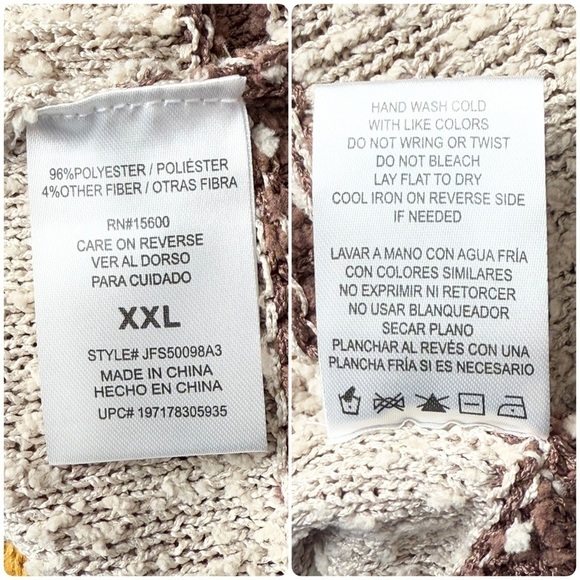 96%POLYESTER / POLIÉSTER
4%OTHER FIBER / OTRAS FIBRA
RN#15600
CARE ON REVERSE
VER AL DORSO
PARA CUIDADO
XXL
STYLE# JFS50098A3
MADE IN CHINA
HECHO EN CHINA
UPC# 197178305935
HAND WASH COLD
WITH LIKE COLORS
DO NOT WRING OR TWIST
DO NOT BLEACH
LAY FLAT TO DRY
COOL IRON ON REVERSE SIDE
IF NEEDED
LAVAR A MANO CON AGUA FRÍA
CON COLORES SIMILARES
NO EXPRIMIR NI RETORCER
NO USAR BLANQUEADOR
SECAR PLANO
PLANCHAR AL REVÉS CON UNA
PLANCHA FRÍA SI ES NECESARIO